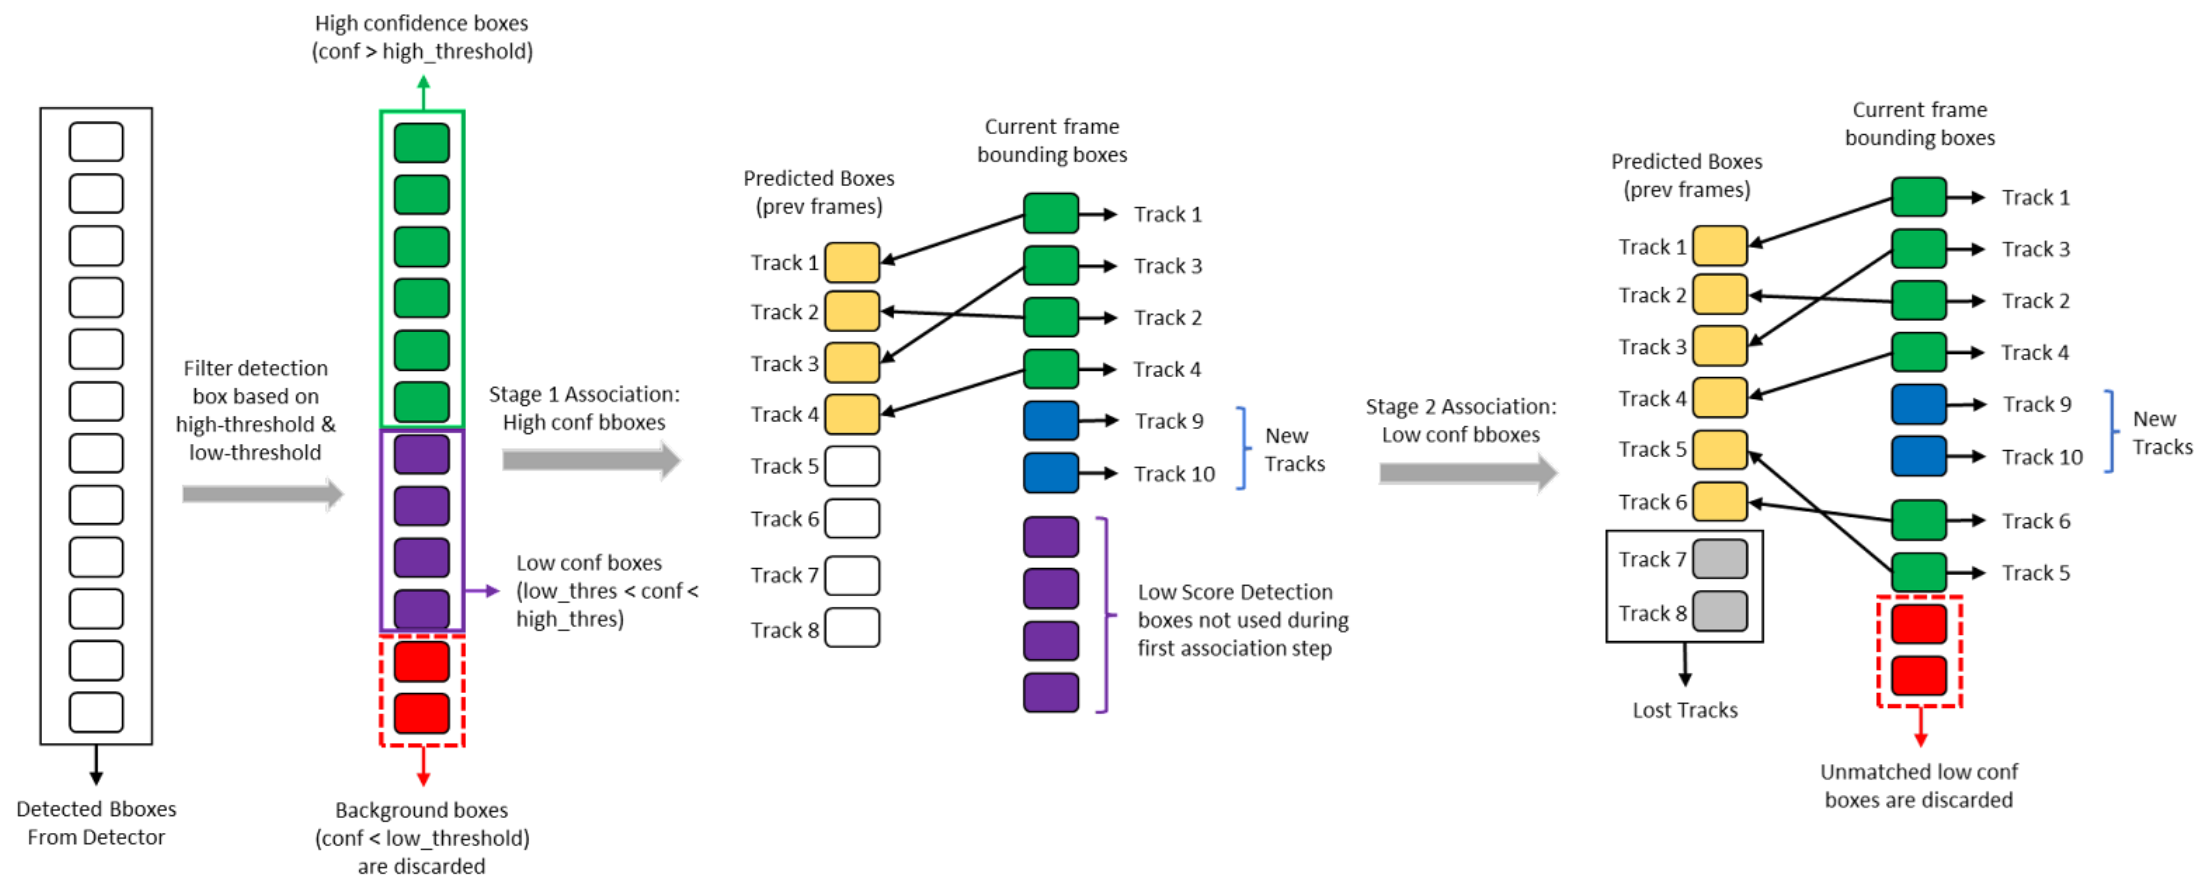 High confidence boxes
(conf > high_threshold)
Detected Bboxes
From Detector
Filter detection
box based on
high-threshold &
low-threshold
Low conf boxes
(low_thres < conf <
high_thres)
Background boxes
(conf < low_threshold)
are discarded
Stage 1 Association:
High conf bboxes
Predicted Boxes
(prev frames)
Track 1
Track 2
Track 3
Track 4
Track 5
Track 6
Track 7
Track 8
Current frame
bounding boxes
Track 1
Track 3
Track 2
Track 4
Track 9
Track 10
New
Tracks
Low Score Detection
boxes not used during
first association step
Stage 2 Association:
Low conf bboxes
Predicted Boxes
(prev frames)
Track 1
Track 2
Track 3
Track 4
Track 5
Track 6
Track 7
Track 8
Lost Tracks
Current frame
bounding boxes
Track 1
Track 3
Track 2
Track 4
Track 9
Track 10
New
Tracks
Track 6
Track 5
Unmatched low conf
boxes are discarded